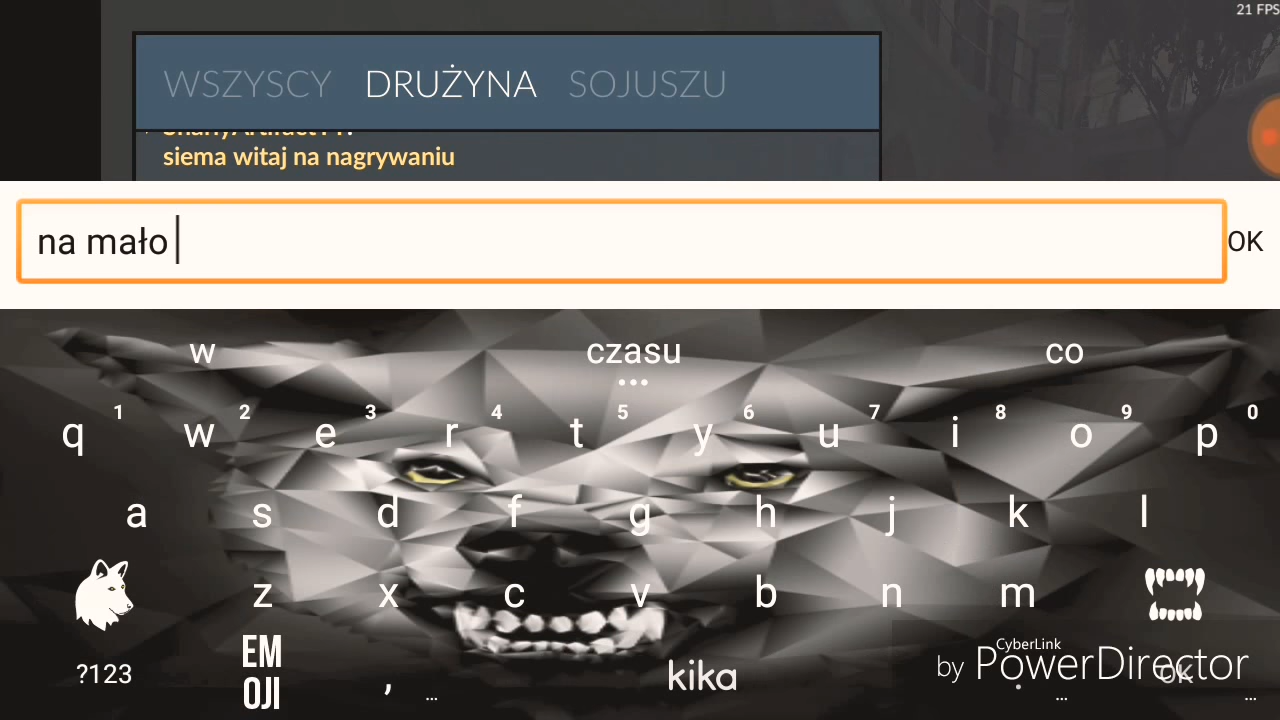 21 FPS
WSZYSCY DRUŻYNA SOJUSZU
siema witaj na nagrywaniu
na mało
OK
w czasu co
1 2 3 4 5 6 7 8 9 0
q w e r t y u i o p
a s d f g h j k l
z x c v b n m
?123 EM OJI , ... kika . ... OK ...
CyberLink
by PowerDirector